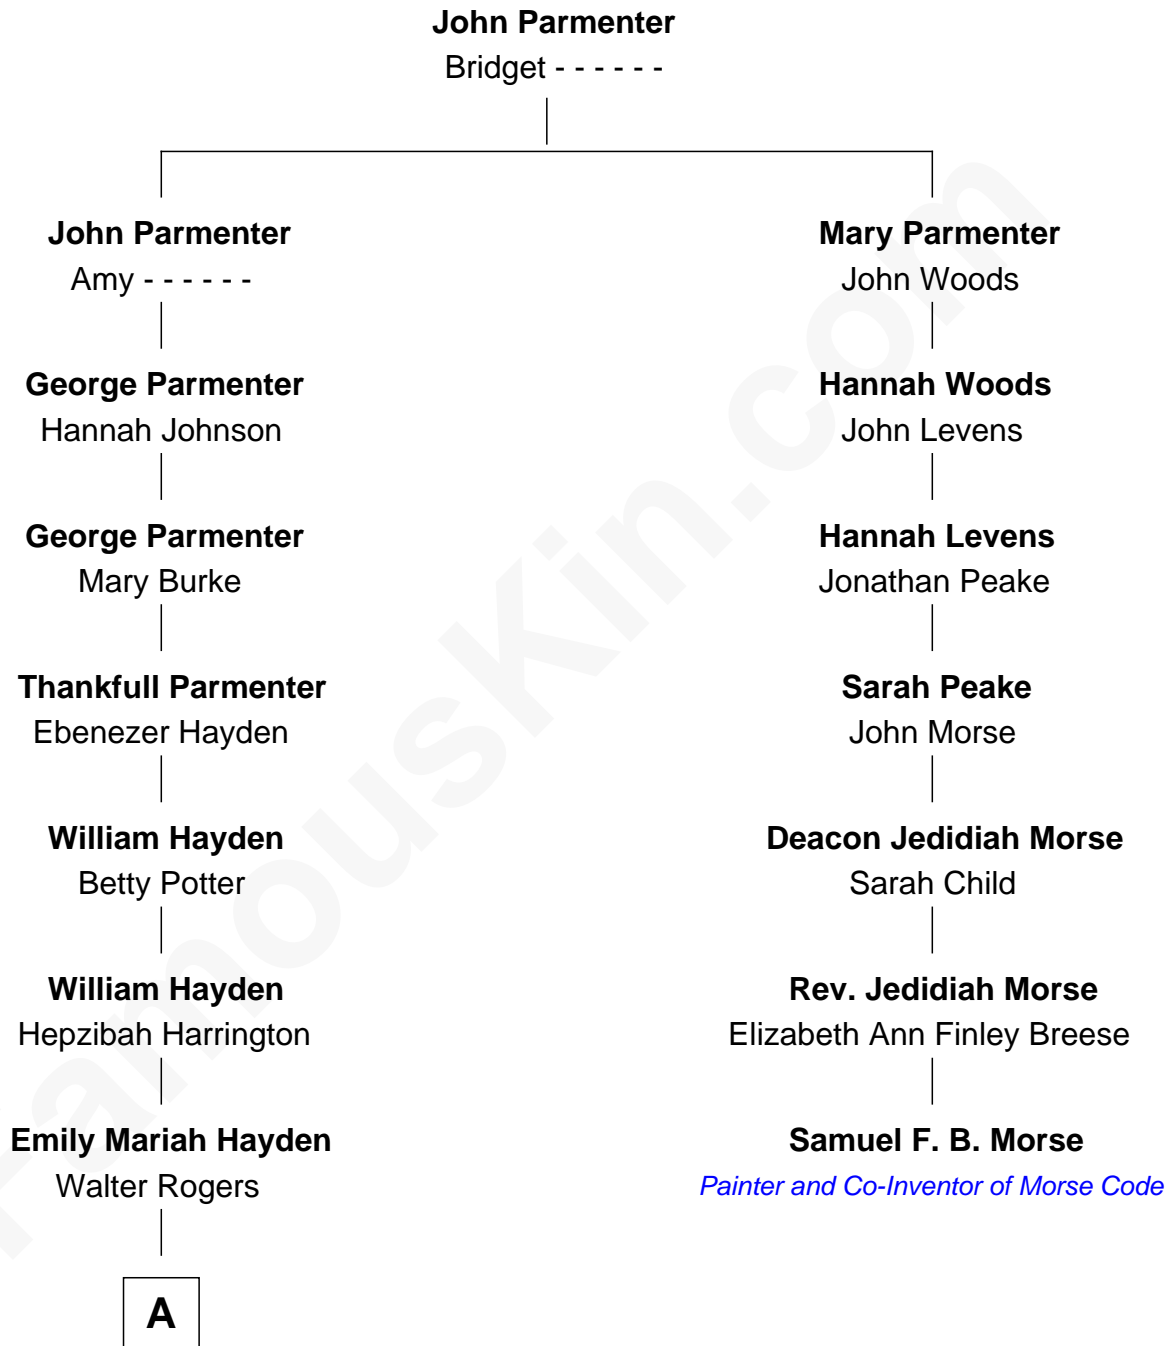 John Parmenter
Bridget - - - - - -
John Parmenter
Amy - - - - - -
George Parmenter
Hannah Johnson
George Parmenter
Mary Burke
Thankfull Parmenter
Ebenezer Hayden
William Hayden
Betty Potter
William Hayden
Hepzibah Harrington
Emily Mariah Hayden
Walter Rogers
A
Mary Parmenter
John Woods
Hannah Woods
John Levens
Hannah Levens
Jonathan Peake
Sarah Peake
John Morse
Deacon Jedidiah Morse
Sarah Child
Rev. Jedidiah Morse
Elizabeth Ann Finley Breese
Samuel F. B. Morse
Painter and Co-Inventor of Morse Code
FamousKin.com